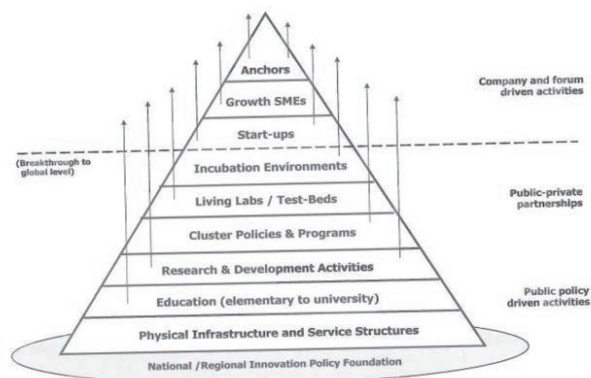 Anchors
Company and forum
driven activities
Growth SMEs
Start-ups
(Breakthrough to
global level)
Incubation Environments
Living Labs / Test-Beds
Public-private
partnerships
Cluster Policies & Programs
Research & Development Activities
Public policy
driven activities
Education (elementary to university)
Physical Infrastructure and Service Structures
National /Regional Innovation Policy Foundation